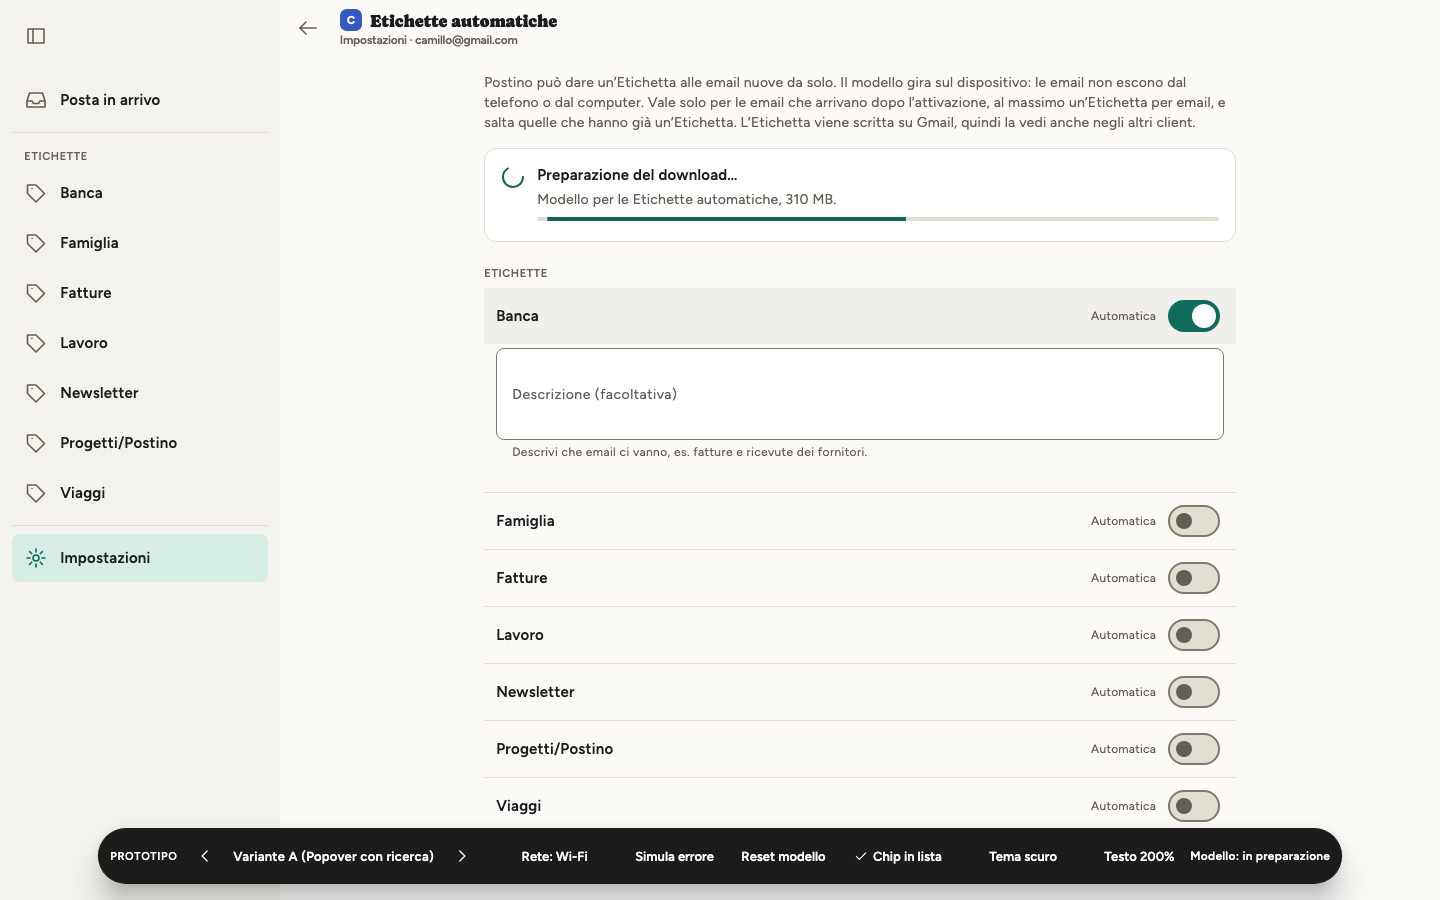 Posta in arrivo
ETICHETTE
Banca
Famiglia
Fatture
Lavoro
Newsletter
Progetti/Postino
Viaggi
Impostazioni
C
Etichette automatiche
Impostazioni · camillo@gmail.com
Postino può dare un’Etichetta alle email nuove da solo. Il modello gira sul dispositivo: le email non escono dal
telefono o dal computer. Vale solo per le email che arrivano dopo l’attivazione, al massimo un’Etichetta per email, e
salta quelle che hanno già un’Etichetta. L’Etichetta viene scritta su Gmail, quindi la vedi anche negli altri client.
Preparazione del download…
Modello per le Etichette automatiche, 310 MB.
ETICHETTE
Banca Automatica
Descrizione (facoltativa)
Descrivi che email ci vanno, es. fatture e ricevute dei fornitori.
Famiglia Automatica
Fatture Automatica
Lavoro Automatica
Newsletter Automatica
Progetti/Postino Automatica
Viaggi Automatica
PROTOTIPO Variante A (Popover con ricerca) Rete: Wi-Fi Simula errore Reset modello Chip in lista Tema scuro Testo 200% Modello: in preparazione